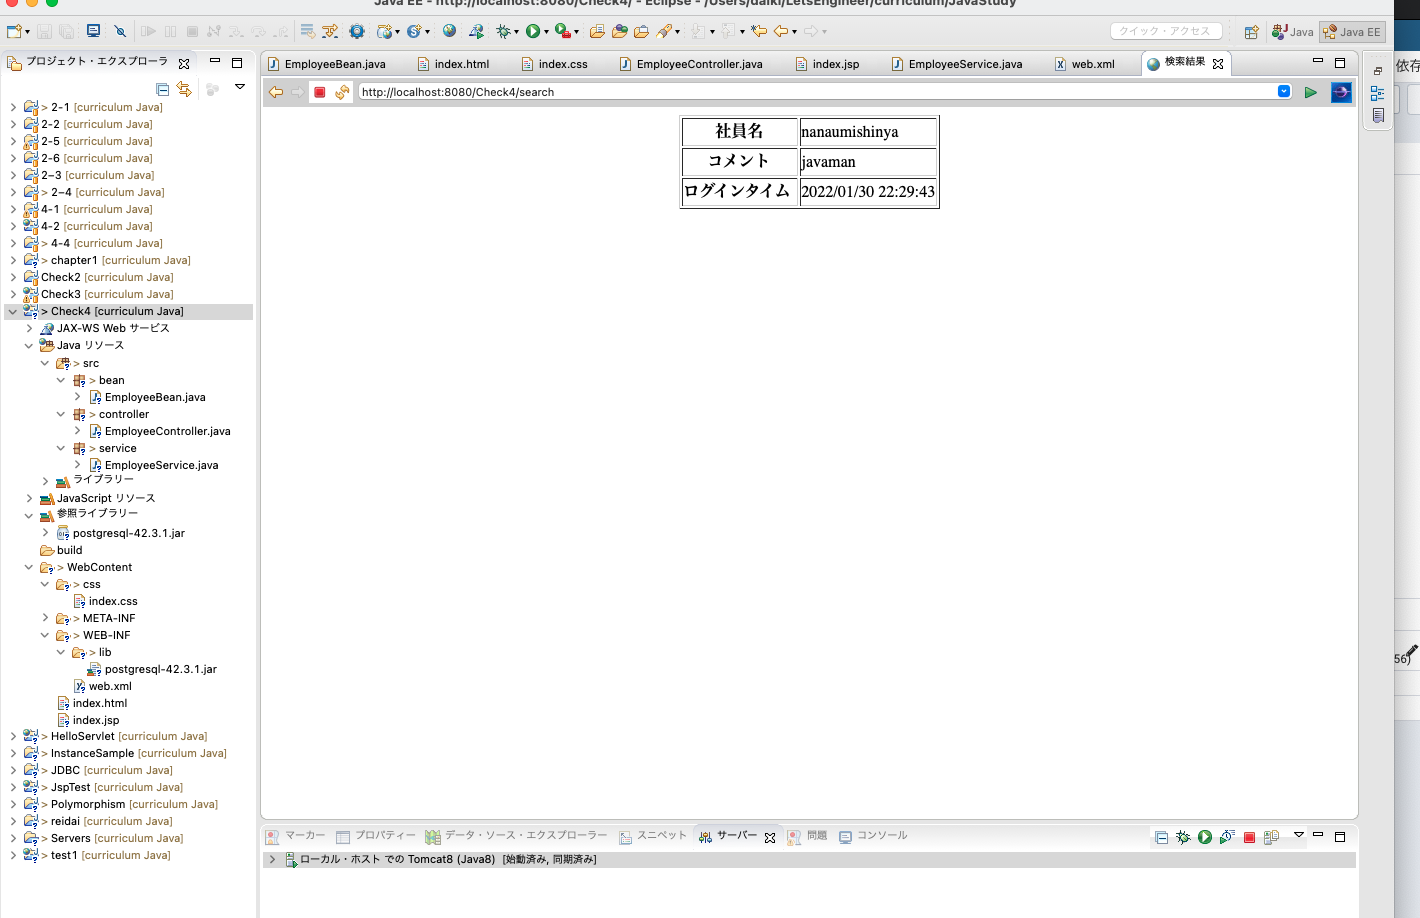 Java EE - http://localhost:8080/Check4/ - Eclipse - /Users/daiki/LetsEngineer/curriculum/JavaStudy
クイック・アクセス
Java
Java EE
プロジェクト・エクスプローラ
EmployeeBean.java
index.html
index.css
EmployeeController.java
index.jsp
EmployeeService.java
web.xml
検索結果
依存
http://localhost:8080/Check4/search
社員名 nanaumishinya
コメント javaman
ログインタイム 2022/01/30 22:29:43
> 2-1 [curriculum Java]
2-2 [curriculum Java]
2-5 [curriculum Java]
2-6 [curriculum Java]
2−3 [curriculum Java]
> 2−4 [curriculum Java]
4-1 [curriculum Java]
4-2 [curriculum Java]
> 4-4 [curriculum Java]
> chapter1 [curriculum Java]
Check2 [curriculum Java]
Check3 [curriculum Java]
> Check4 [curriculum Java]
JAX-WS Web サービス
Java リソース
> src
> bean
EmployeeBean.java
> controller
EmployeeController.java
> service
EmployeeService.java
ライブラリー
JavaScript リソース
参照ライブラリー
postgresql-42.3.1.jar
build
> WebContent
> css
index.css
> META-INF
> WEB-INF
> lib
postgresql-42.3.1.jar
web.xml
index.html
index.jsp
> HelloServlet [curriculum Java]
> InstanceSample [curriculum Java]
> JDBC [curriculum Java]
> JspTest [curriculum Java]
> Polymorphism [curriculum Java]
> reidai [curriculum Java]
> Servers [curriculum Java]
> test1 [curriculum Java]
56)
マーカー
プロパティー
データ・ソース・エクスプローラー
スニペット
サーバー
問題
コンソール
ローカル・ホスト での Tomcat8 (Java8) [始動済み, 同期済み]